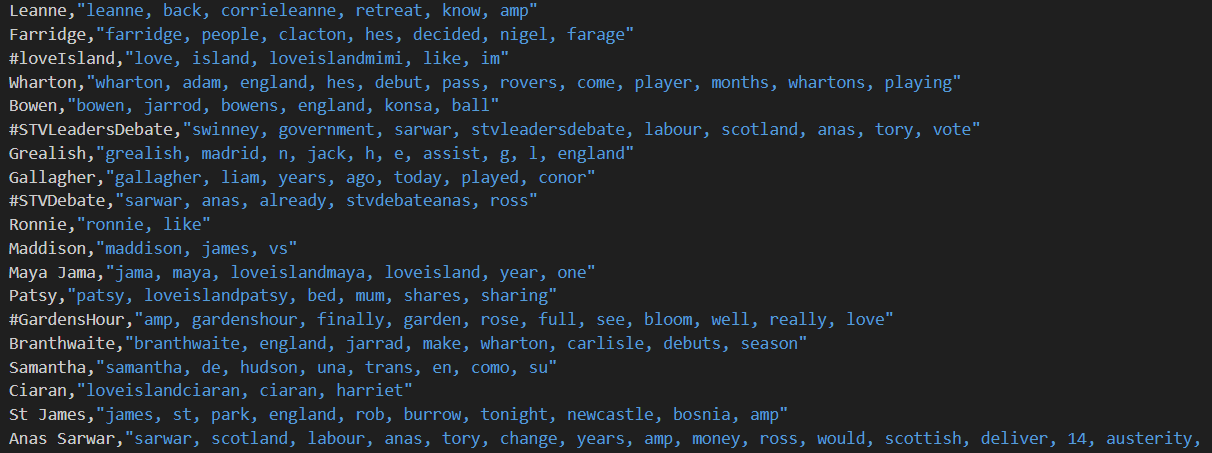 Leanne,"leanne, back, corrieleanne, retreat, know, amp"
Farridge,"farridge, people, clacton, hes, decided, nigel, farage"
#loveIsland,"love, island, loveislandmimi, like, im"
Wharton,"wharton, adam, england, hes, debut, pass, rovers, come, player, months, whartons, playing"
Bowen,"bowen, jarrod, bowens, england, konsa, ball"
#STVLeadersDebate,"swinney, government, sarwar, stvleadersdebate, labour, scotland, anas, tory, vote"
Grealish,"grealish, madrid, n, jack, h, e, assist, g, l, england"
Gallagher,"gallagher, liam, years, ago, today, played, conor"
#STVDebate,"sarwar, anas, already, stvdebateanas, ross"
Ronnie,"ronnie, like"
Maddison,"maddison, james, vs"
Maya Jama,"jama, maya, loveislandmaya, loveisland, year, one"
Patsy,"patsy, loveislandpatsy, bed, mum, shares, sharing"
#GardensHour,"amp, gardenshour, finally, garden, rose, full, see, bloom, well, really, love"
Branthwaite,"branthwaite, england, jarrad, make, wharton, carlisle, debuts, season"
Samantha,"samantha, de, hudson, una, trans, en, como, su"
Ciaran,"loveislandciaran, ciaran, harriet"
St James,"james, st, park, england, rob, burrow, tonight, newcastle, bosnia, amp"
Anas Sarwar,"sarwar, scotland, labour, anas, tory, change, years, amp, money, ross, would, scottish, deliver, 14, austerity,